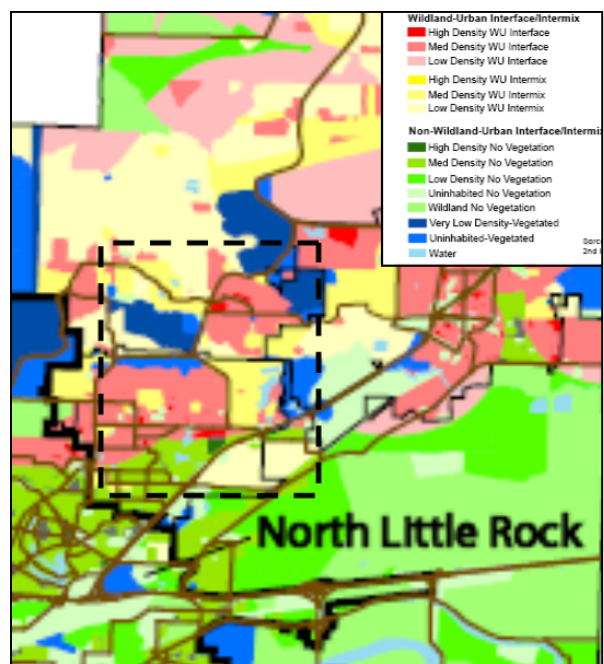 Wildland-Urban Interface/Intermix
High Density WU Interface
Med Density WU Interface
Low Density WU Interface
High Density WU Intermix
Med Density WU Intermix
Low Density WU Intermix
Non-Wildland-Urban Interface/Intermix
High Density No Vegetation
Med Density No Vegetation
Low Density No Vegetation
Uninhabited No Vegetation
Wildland No Vegetation
Very Low Density-Vegetated
Uninhabited-Vegetated
Water
2nd
North Little Rock